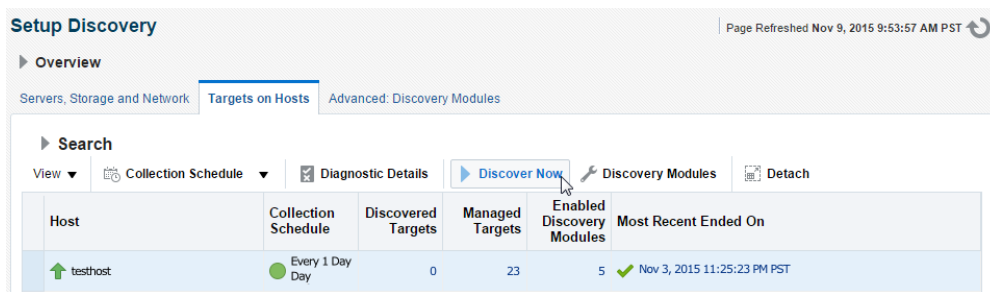 Setup Discovery
Page Refreshed Nov 9, 2015 9:53:57 AM PST
Overview
Servers, Storage and Network Targets on Hosts Advanced: Discovery Modules
Search
View Collection Schedule Diagnostic Details Discover Now Discovery Modules Detach
Host
Collection Schedule
Discovered Targets
Managed Targets
Enabled Discovery Modules
Most Recent Ended On
testhost
Every 1 Day
Day
0
23
5
Nov 3, 2015 11:25:23 PM PST